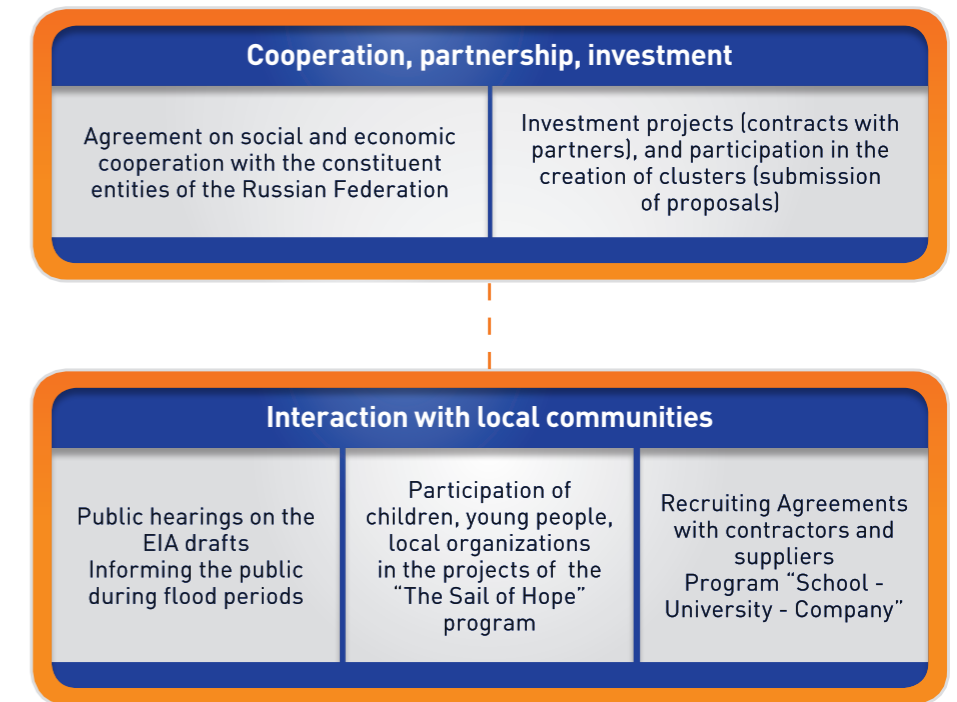 Cooperation, partnership, investment
Agreement on social and economic
cooperation with the constituent
entities of the Russian Federation
Investment projects (contracts with
partners), and participation in the
creation of clusters (submission
of proposals)
Interaction with local communities
Public hearings on the
EIA drafts
Informing the public
during flood periods
Participation of
children, young people,
local organizations
in the projects of the
“The Sail of Hope”
program
Recruiting Agreements
with contractors and
suppliers
Program “School -
University - Company”